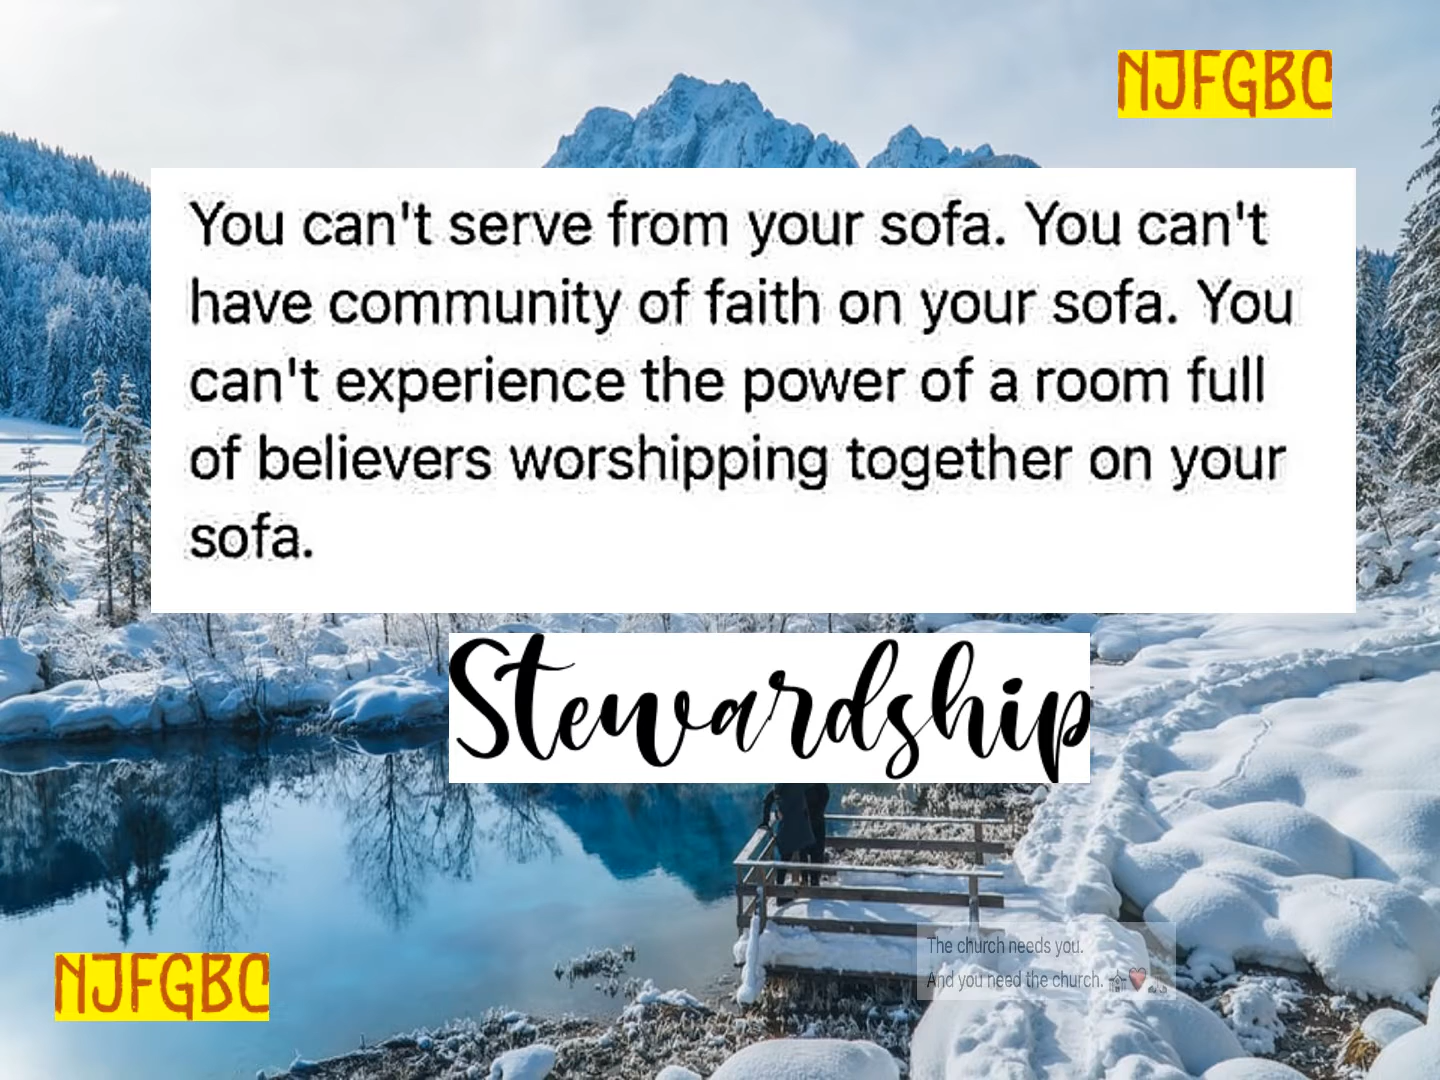 NJFGBC
You can't serve from your sofa. You can't
have community of faith on your sofa. You
can't experience the power of a room full
of believers worshipping together on your
sofa.
Stewardship
The church needs you.
And you need the church.
NJFGBC